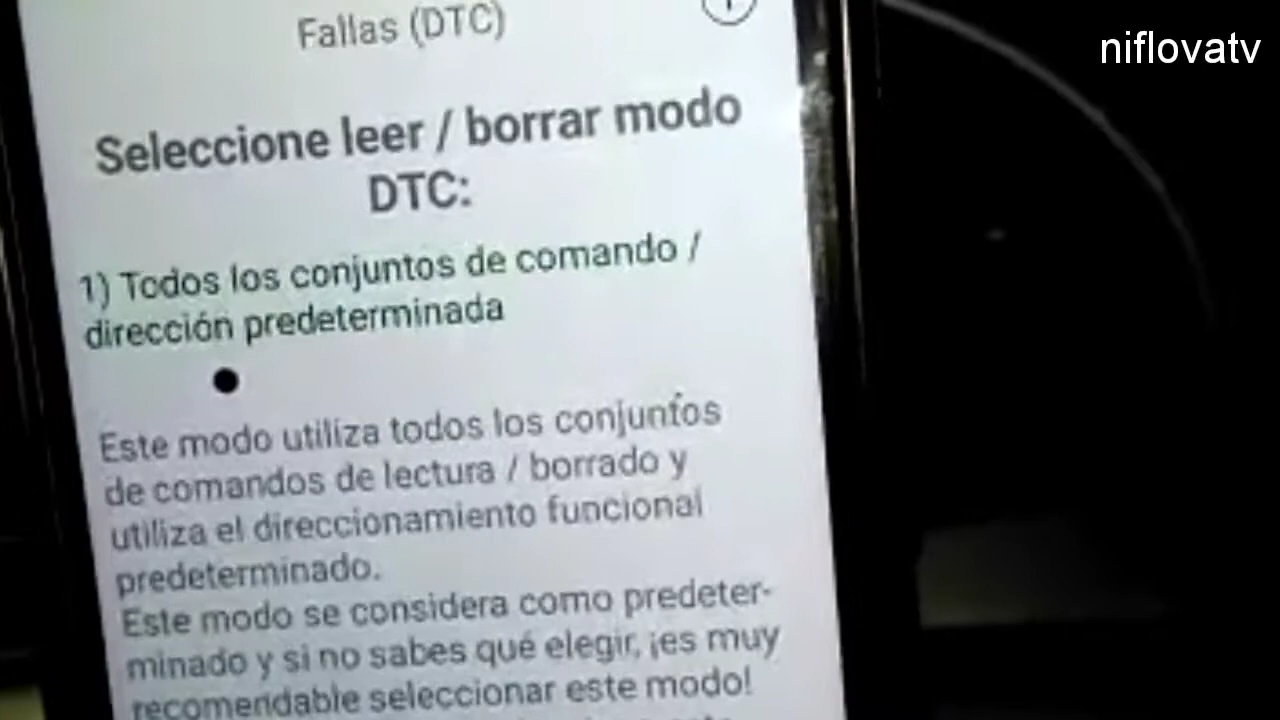 niflovatv
Fallas (DTC)
Seleccione leer / borrar modo
DTC:
1) Todos los conjuntos de comando /
dirección predeterminada
Este modo utiliza todos los conjuntos
de comandos de lectura / borrado y
utiliza el direccionamiento funcional
predeterminado.
Este modo se considera como predeter-
minado y si no sabes qué elegir, ¡es muy
recomendable seleccionar este modo!